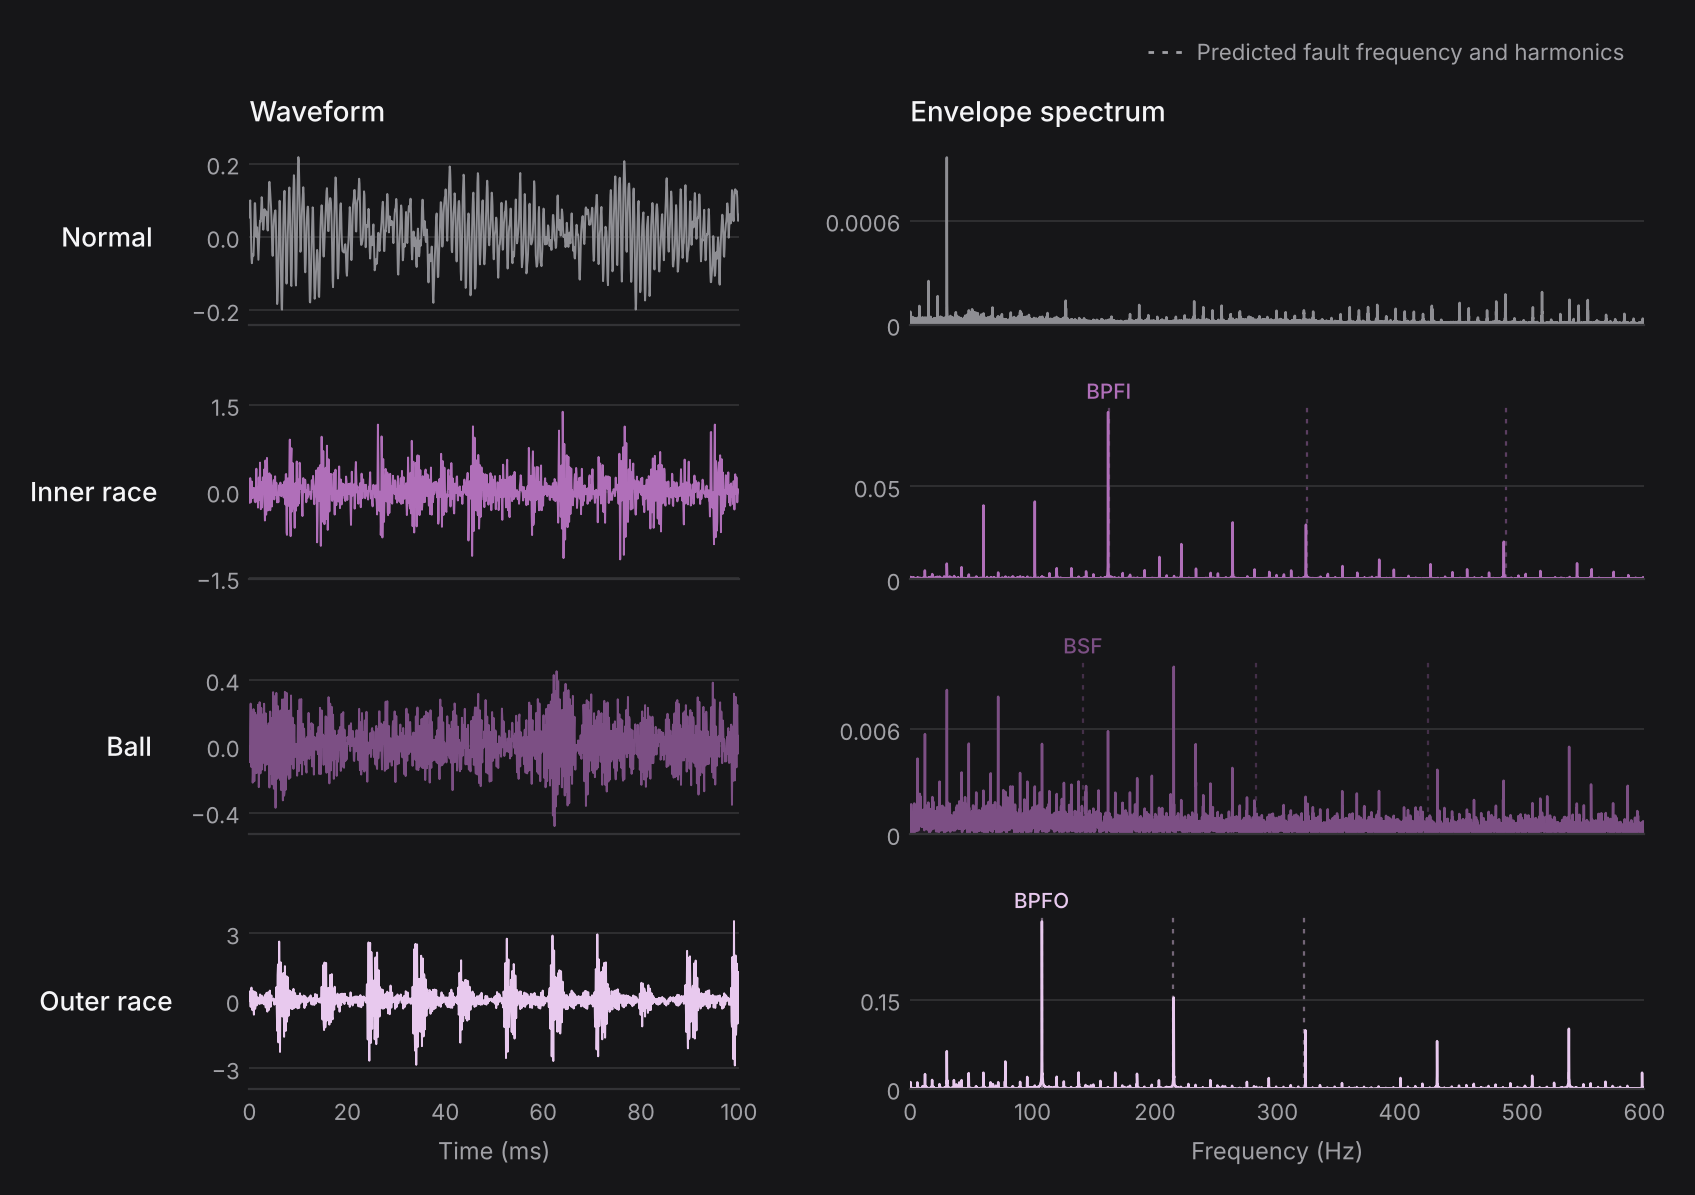 Predicted fault frequency and harmonics
Waveform
Envelope spectrum
Normal
0.2
0.0
−0.2
0.0006
0
Inner race
1.5
0.0
−1.5
BPFI
0.05
0
Ball
0.4
0.0
−0.4
BSF
0.006
0
Outer race
3
0
−3
BPFO
0.15
0
0 20 40 60 80 100
Time (ms)
0 100 200 300 400 500 600
Frequency (Hz)